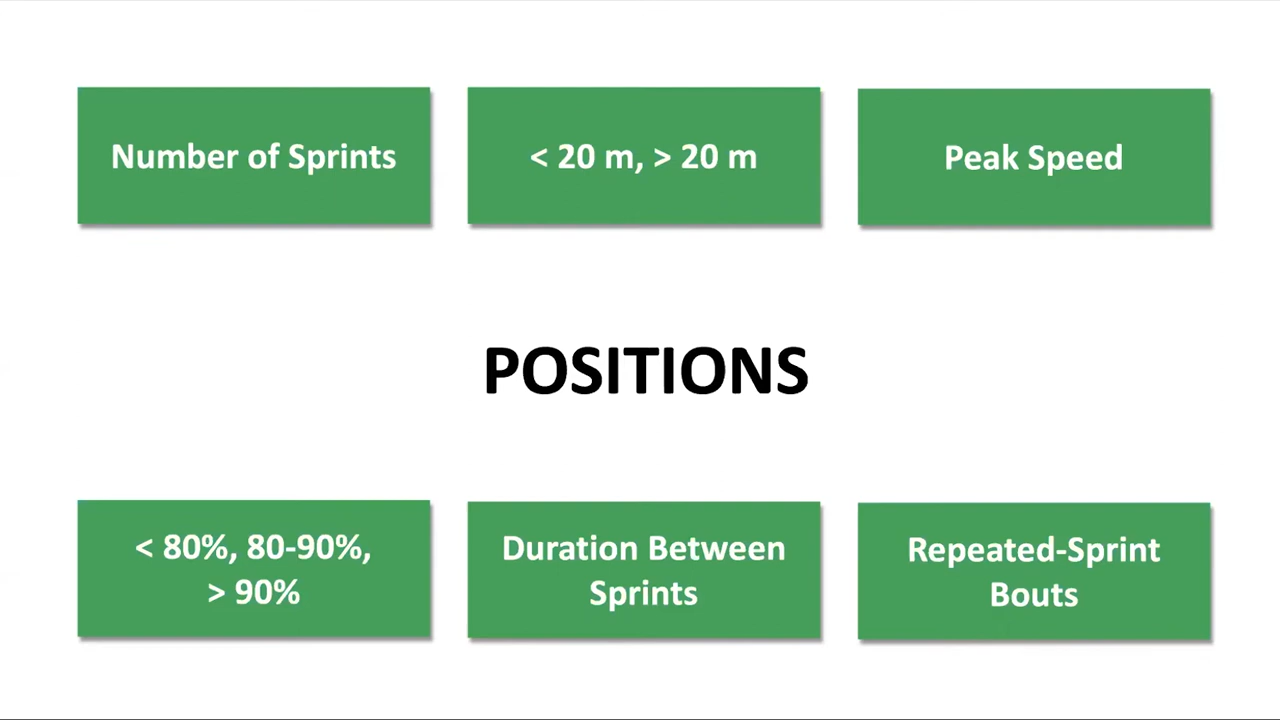 Number of Sprints
< 20 m, > 20 m
Peak Speed
POSITIONS
< 80%, 80-90%,
> 90%
Duration Between
Sprints
Repeated-Sprint
Bouts